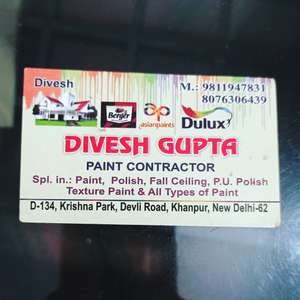 Divesh
M.: 9811947831
8076306439
Berger
asianpaints
Dulux
DIVESH GUPTA
PAINT CONTRACTOR
Spl. in.: Paint, Polish, Fall Ceiling, P.U. Polish
Texture Paint & All Types of Paint
D-134, Krishna Park, Devli Road, Khanpur, New Delhi-62